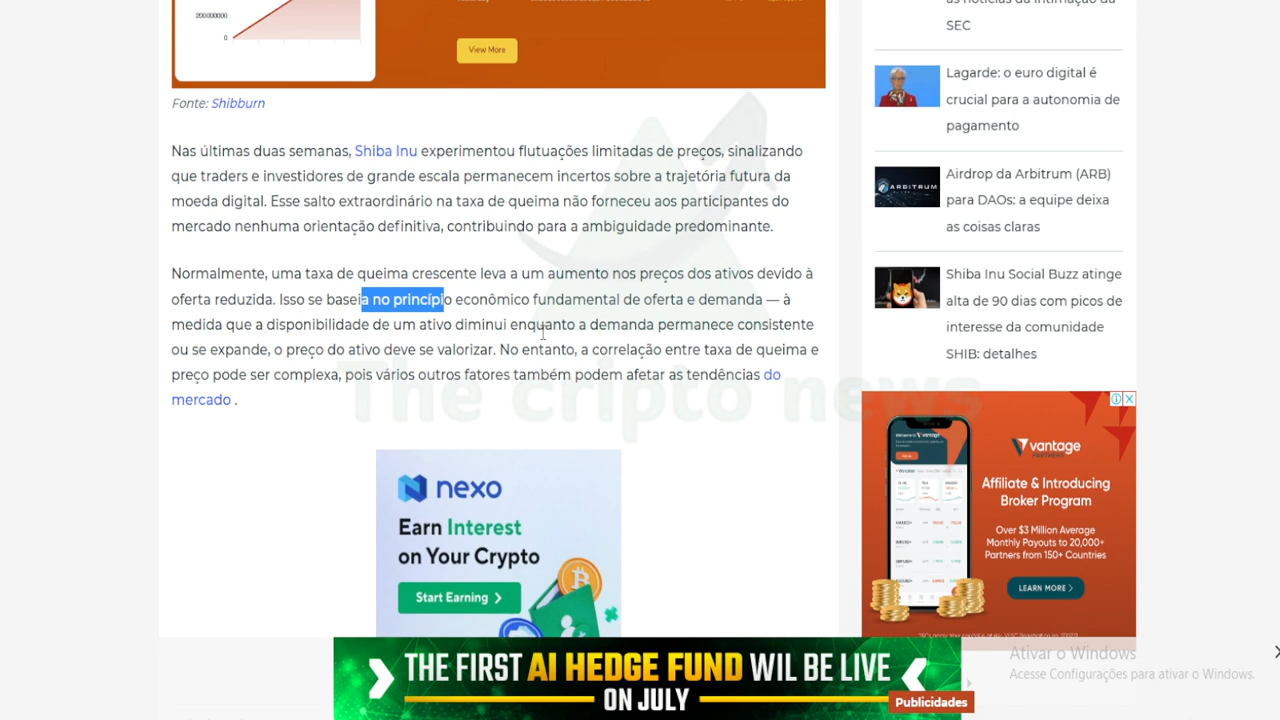 200000000
0
View More
Fonte: Shibburn
Nas últimas duas semanas, Shiba Inu experimentou flutuações limitadas de preços, sinalizando
que traders e investidores de grande escala permanecem incertos sobre a trajetória futura da
moeda digital. Esse salto extraordinário na taxa de queima não forneceu aos participantes do
mercado nenhuma orientação definitiva, contribuindo para a ambiguidade predominante.
Normalmente, uma taxa de queima crescente leva a um aumento nos preços dos ativos devido à
oferta reduzida. Isso se baseia no princípio econômico fundamental de oferta e demanda — à
medida que a disponibilidade de um ativo diminui enquanto a demanda permanece consistente
ou se expande, o preço do ativo deve se valorizar. No entanto, a correlação entre taxa de queima e
preço pode ser complexa, pois vários outros fatores também podem afetar as tendências do
mercado .
The cripto news
nexo
Earn Interest
on Your Crypto
Start Earning >
as notícias da intimação da
SEC
Lagarde: o euro digital é
crucial para a autonomia de
pagamento
ARBITRUM
Airdrop da Arbitrum (ARB)
para DAOs: a equipe deixa
as coisas claras
Shiba Inu Social Buzz atinge
alta de 90 dias com picos de
interesse da comunidade
SHIB: detalhes
vantage
PARTNERS
Affiliate & Introducing
Broker Program
Over $3 Million Average
Monthly Payouts to 20,000+
Partners from 150+ Countries
LEARN MORE >
THE FIRST AI HEDGE FUND WIL BE LIVE
ON JULY
Publicidades
Ativar o Windows
Acesse Configurações para ativar o Windows.